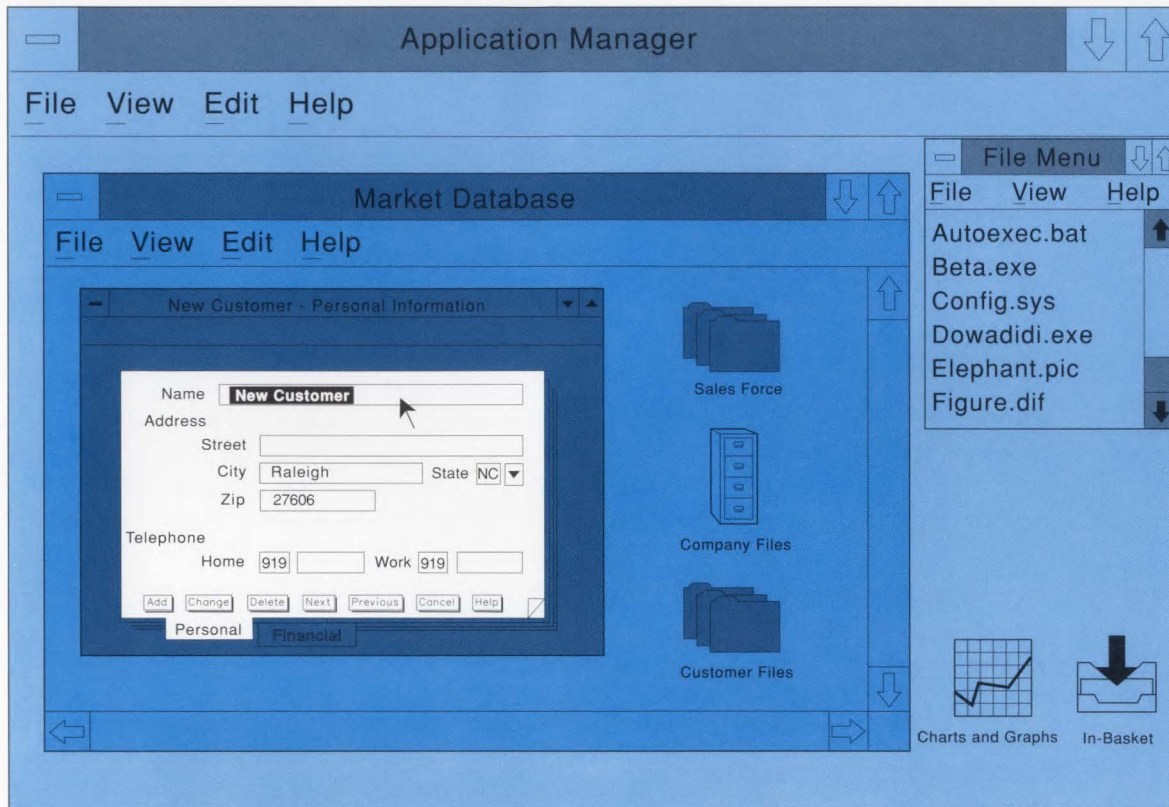 Application Manager
File View Edit Help
Market Database
File View Edit Help
New Customer - Personal Information
Name New Customer
Address
Street
City Raleigh State NC
Zip 27606
Telephone
Home 919 Work 919
Add Change Delete Next Previous Cancel Help
Personal Financial
Sales Force
Company Files
Customer Files
File Menu
File View Help
Autoexec.bat
Beta.exe
Config.sys
Dowadidi.exe
Elephant.pic
Figure.dif
Charts and Graphs In-Basket